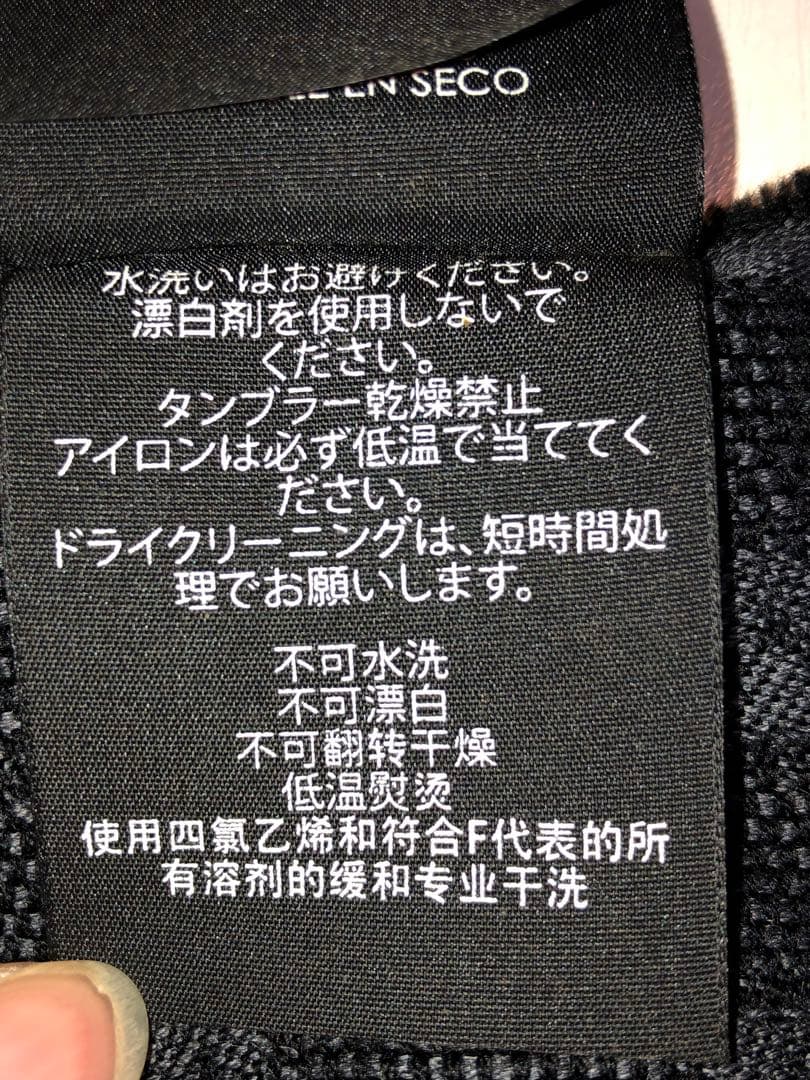 EN SECO
水洗いはお避けください。
漂白剤を使用しないで
ください。
タンブラー乾燥禁止
アイロンは必ず低温で当ててく
ださい。
ドライクリーニングは、短時間処
理でお願いします。
不可水洗
不可漂白
不可翻转干燥
低温熨烫
使用四氯乙烯和符合F代表的所
有溶剂的缓和专业干洗